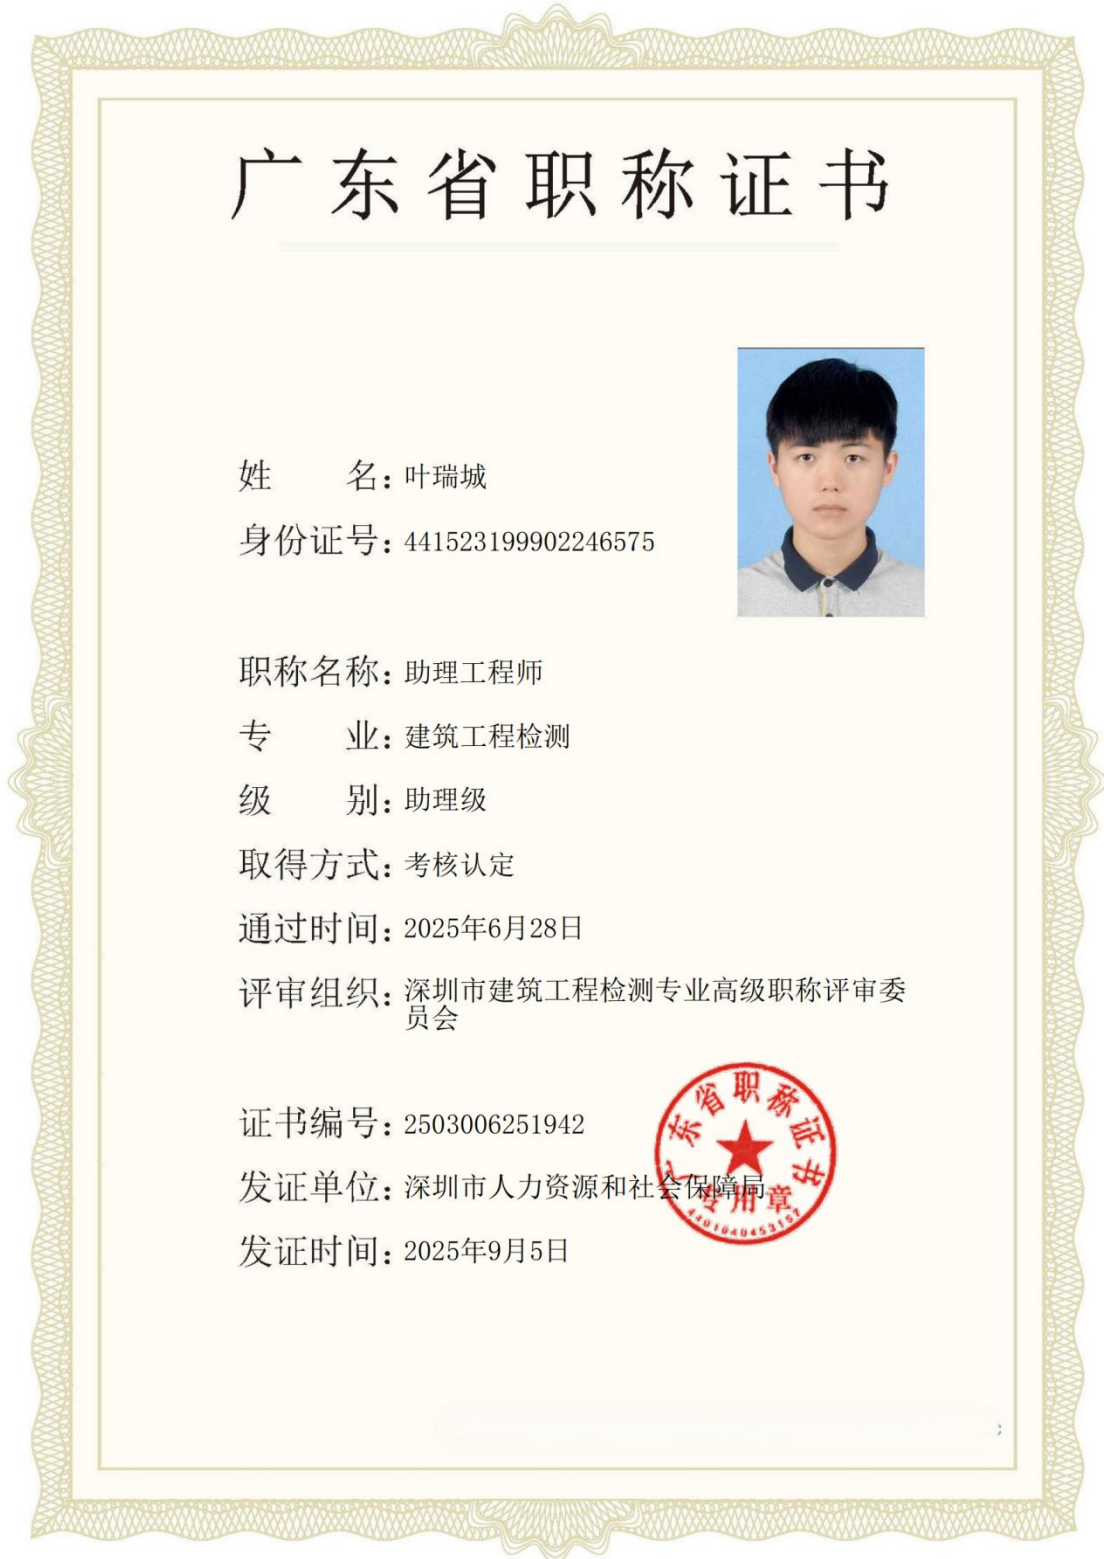 广东省职称证书
姓 名：叶瑞城
身份证号：441523199902246575
职称名称：助理工程师
专 业：建筑工程检测
级 别：助理级
取得方式：考核认定
通过时间：2025年6月28日
评审组织：深圳市建筑工程检测专业高级职称评审委
员会
证书编号：2503006251942
发证单位：深圳市人力资源和社会保障局
发证时间：2025年9月5日
广东省职称证书
专用章
4401040453157